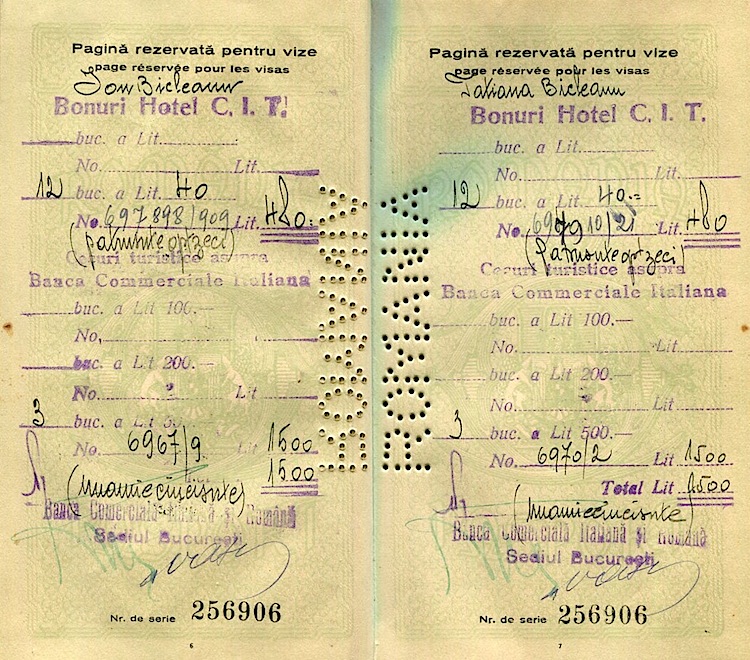 Pagină rezervată pentru vize
page réservée pour les visas
Ion Bicleanu
Bonuri Hotel C. I. T.
buc. a Lit.
No. Lit.
12 buc. a Lit 40
No. 697898/909 Lit. 480.
(patrusuteoptzeci)
Cecuri turistice asupra
Banca Commerciale Italiana
buc. a Lit 100.—
No.
buc. a Lit 200.—
No. Lit
3 buc. a Lit
No. 6967/9 Lit 1500
1500
(unamiecincisute)
Banca Comercială Italiană și Română
Sediul București
Nr. de serie 256906
6
Pagină rezervată pentru vize
page réservée pour les visas
Tatiana Bicleanu
Bonuri Hotel C. I. T.
buc. a Lit.
No. Lit.
12 buc. a Lit. 40.=
No. 697910/21 Lit. 480
(patrusuteoptzeci)
Cecuri turistice asupra
Banca Commerciale Italiana
buc. a Lit 100.—
No. Lit.
buc. a Lit 200.—
No. Lit
3 buc. a Lit 500.—
No. 6970/2 Lit 1500
Total Lit 1500
(unamiecincisute)
Banca Comercială Italiană și Română
Sediul București
Nr. de serie 256906
7
ROMANIA